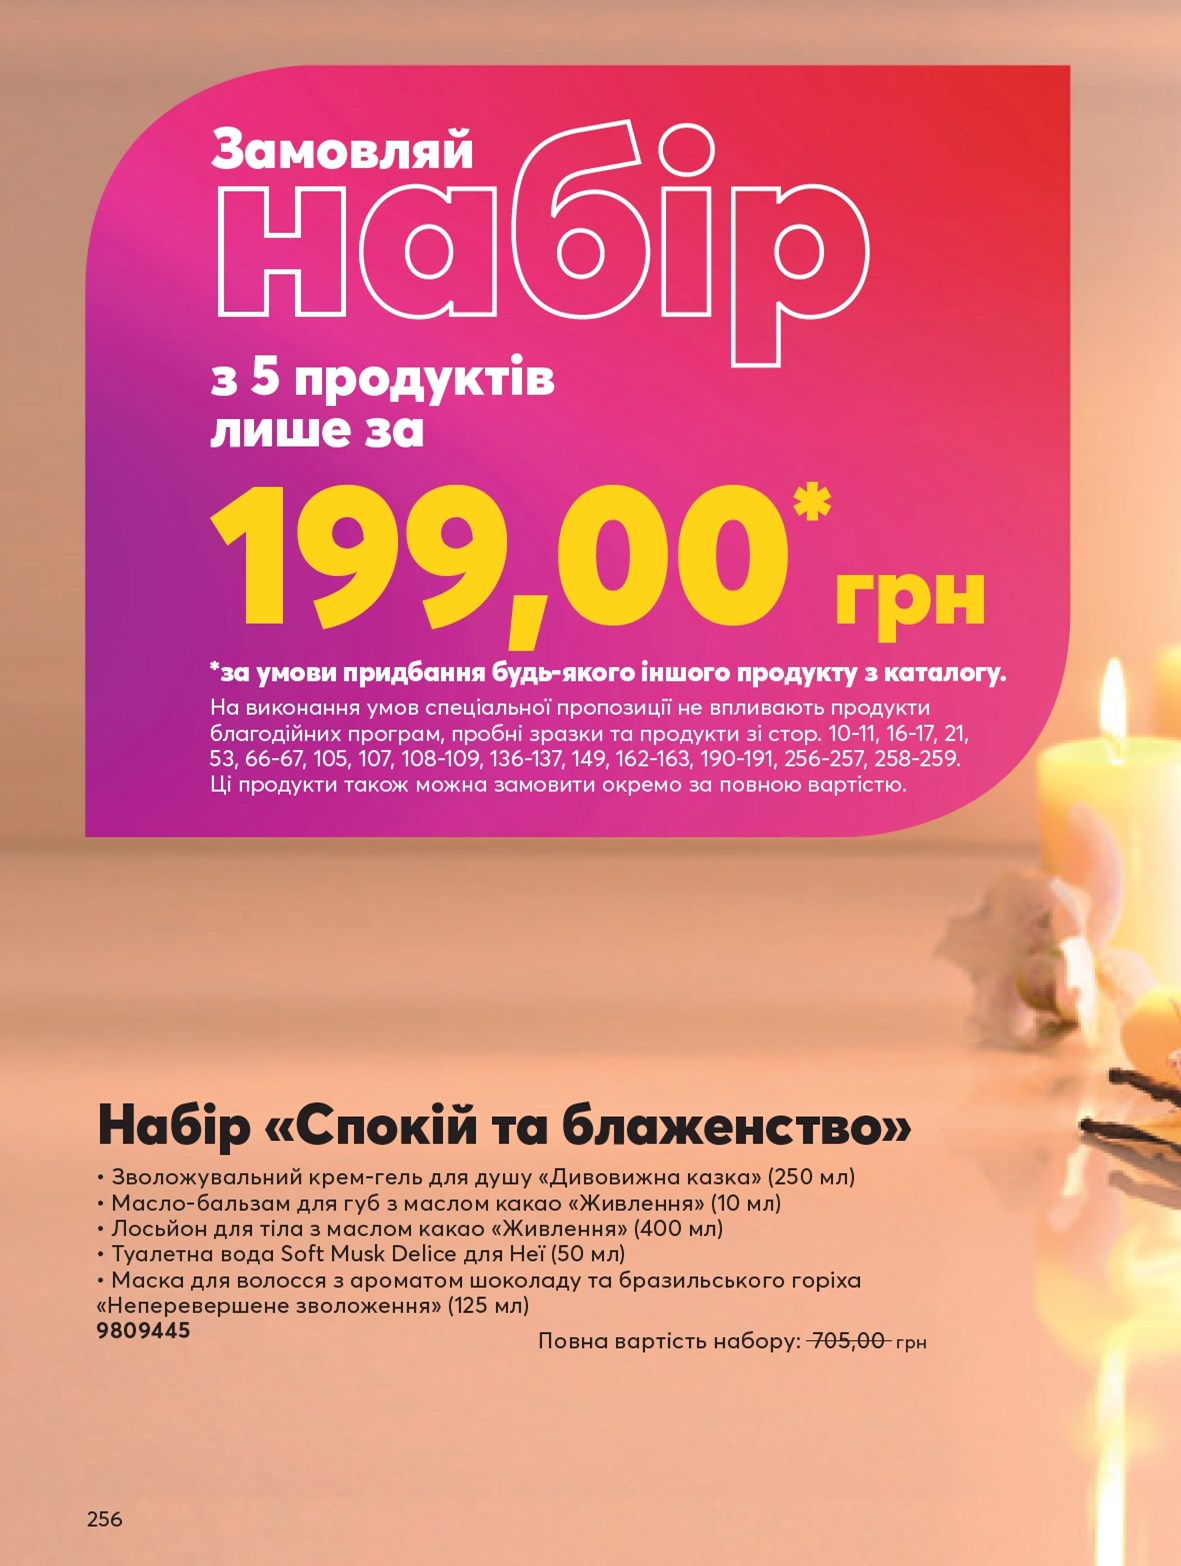 Замовляй
набір
з 5 продуктів
лише за
199,00* грн
*за умови придбання будь-якого іншого продукту з каталогу.
На виконання умов спеціальної пропозиції не впливають продукти
благодійних програм, пробні зразки та продукти зі стор. 10-11, 16-17, 21,
53, 66-67, 105, 107, 108-109, 136-137, 149, 162-163, 190-191, 256-257, 258-259.
Ці продукти також можна замовити окремо за повною вартістю.
Набір «Спокій та блаженство»
• Зволожувальний крем-гель для душу «Дивовижна казка» (250 мл)
• Масло-бальзам для губ з маслом какао «Живлення» (10 мл)
• Лосьйон для тіла з маслом какао «Живлення» (400 мл)
• Туалетна вода Soft Musk Delice для Неї (50 мл)
• Маска для волосся з ароматом шоколаду та бразильського горіха
«Неперевершене зволоження» (125 мл)
9809445
Повна вартість набору: 705,00 грн
256